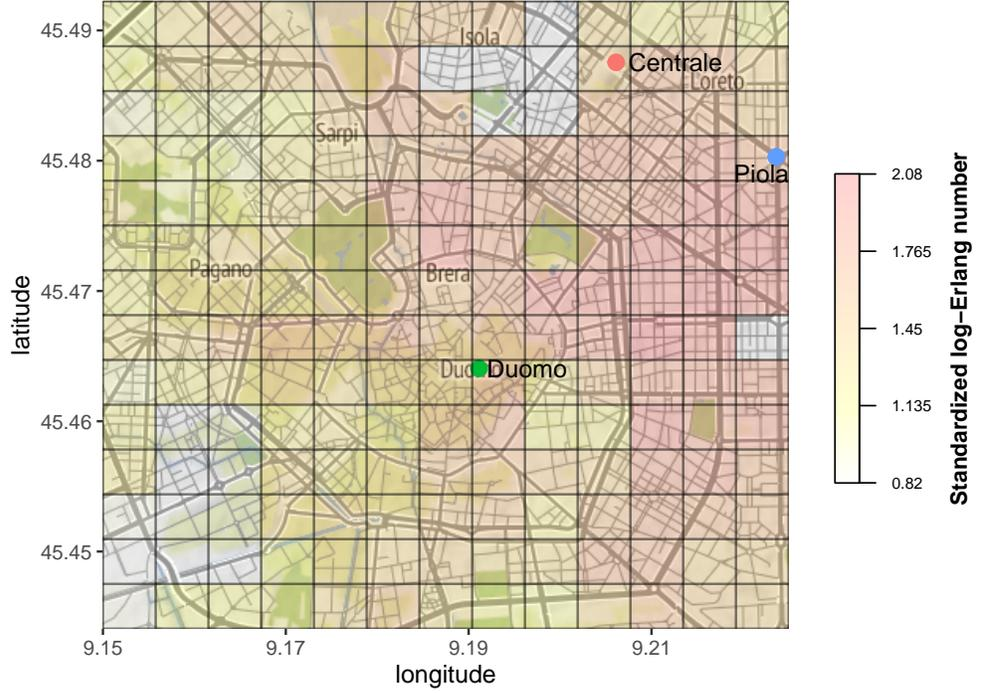 45.49
45.48
45.47
45.46
45.45
latitude
9.15
9.17
9.19
9.21
longitude
Isola
Centrale
Loreto
Sarpi
Piola
Pagano
Brera
Duomo
2.08
1.765
1.45
1.135
0.82
Standardized log−Erlang number